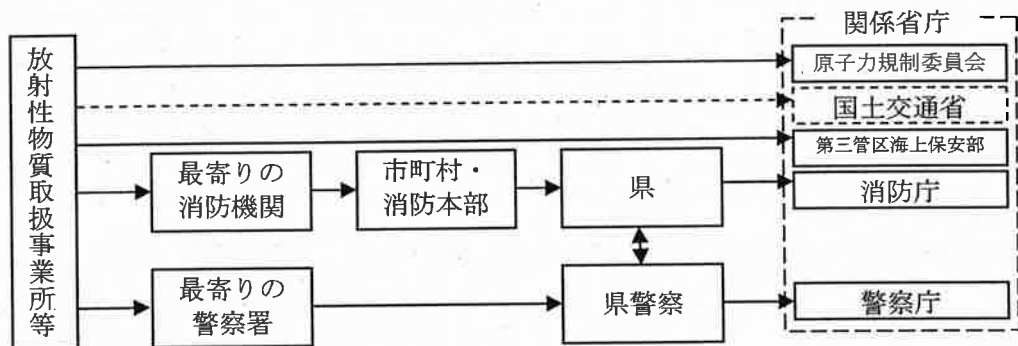 関係省庁
放射性物質取扱事業所等
原子力規制委員会
国土交通省
第三管区海上保安部
最寄りの
消防機関
市町村・
消防本部
県
消防庁
最寄りの
警察署
県警察
警察庁